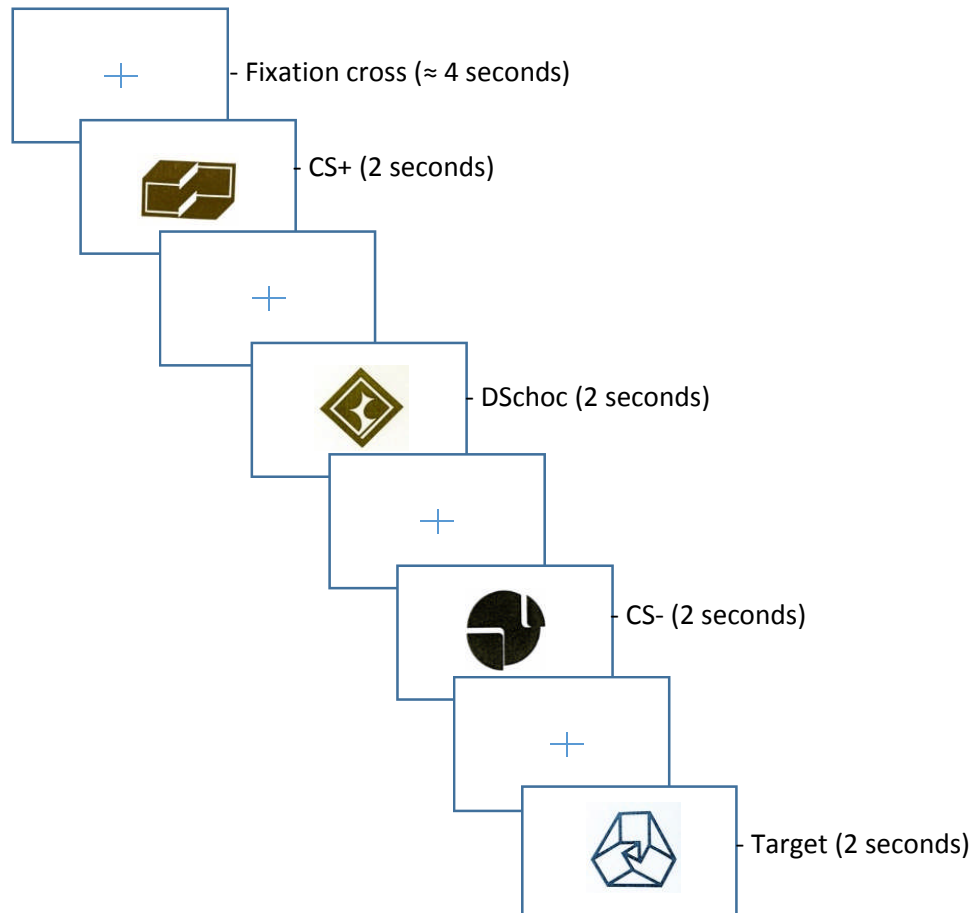 - Fixation cross (≈ 4 seconds)
- CS+ (2 seconds)
- DSchoc (2 seconds)
- CS- (2 seconds)
- Target (2 seconds)